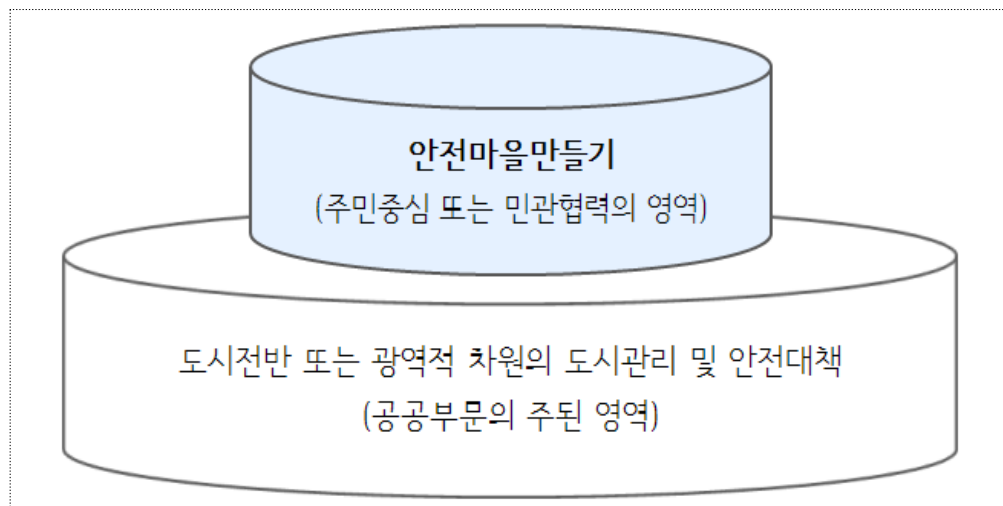 안전마을만들기
(주민중심 또는 민관협력의 영역)
도시전반 또는 광역적 차원의 도시관리 및 안전대책
(공공부문의 주된 영역)